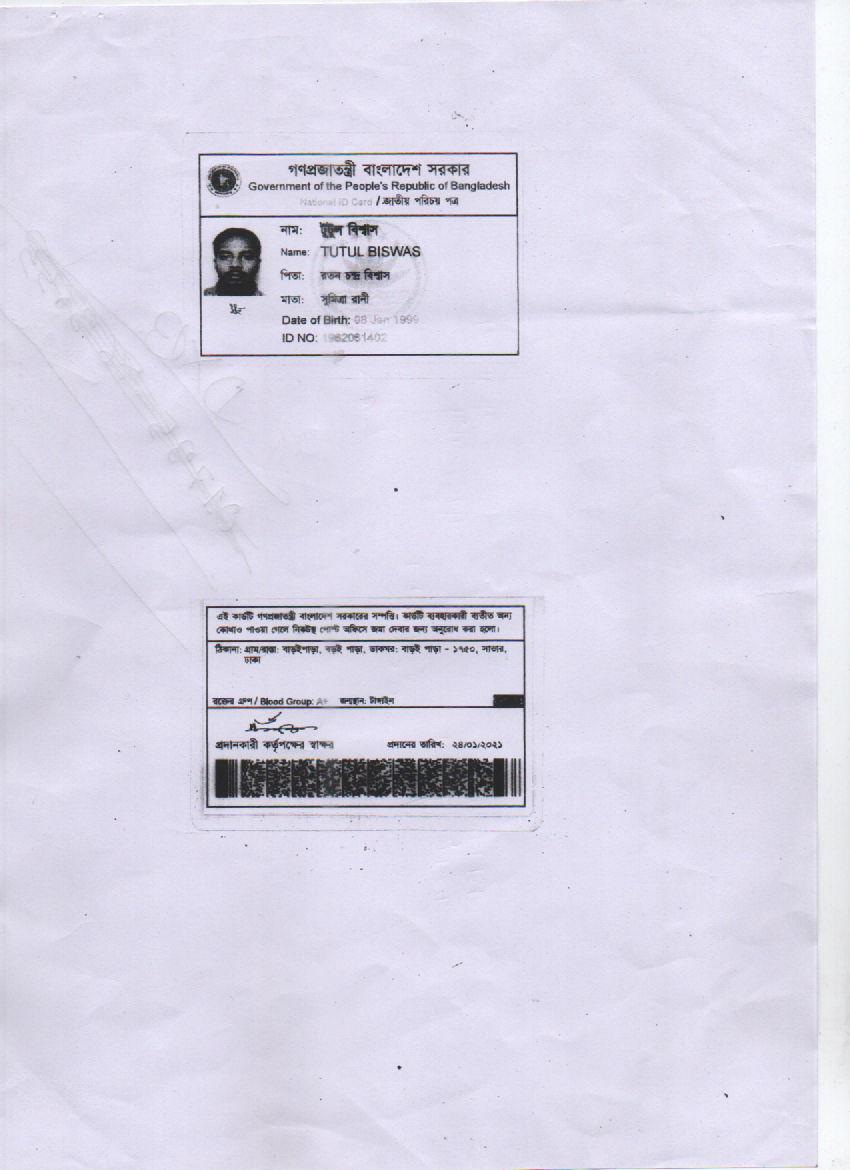 গণপ্রজাতন্ত্রী বাংলাদেশ সরকার
Government of the People's Republic of Bangladesh
National ID Card / জাতীয় পরিচয় পত্র
নাম: টুটুল বিশ্বাস
Name: TUTUL BISWAS
পিতা: রতন চন্দ্র বিশ্বাস
মাতা: সুমিত্রা রানী
Date of Birth: 08 Jan 1999
ID NO: 1962061402
এই কার্ডটি গণপ্রজাতন্ত্রী বাংলাদেশ সরকারের সম্পত্তি। কার্ডটি ব্যবহারকারী ব্যতীত অন্য
কোথাও পাওয়া গেলে নিকটস্থ পোস্ট অফিসে জমা দেবার জন্য অনুরোধ করা হলো।
ঠিকানা: গ্রাম/রাস্তা: বাড়ইপাড়া, বড়ই পাড়া, ডাকঘর: বাড়ই পাড়া - ১৭৫০, সাভার,
ঢাকা
রক্তের গ্রুপ / Blood Group: A+ জন্মস্থান: টাঙ্গাইল
প্রদানকারী কর্তৃপক্ষের স্বাক্ষর প্রদানের তারিখ: ২৪/০১/২০২১